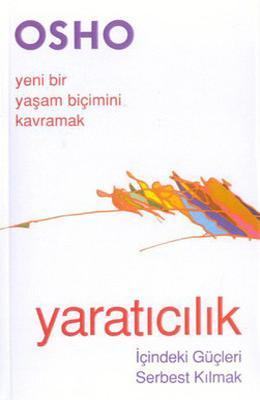 OSHO
yeni bir
yaşam biçimini
kavramak
yaratıcılık
İçindeki Güçleri
Serbest Kılmak